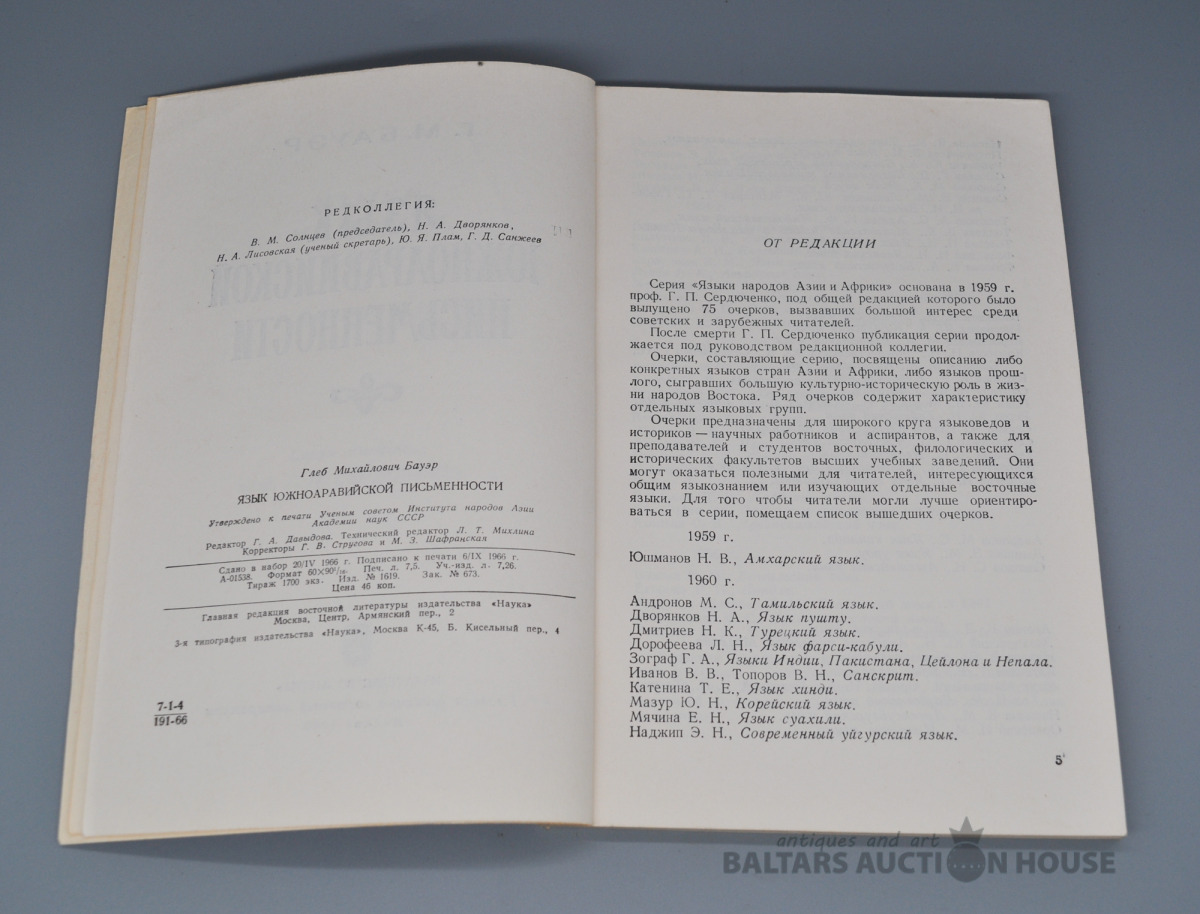 РЕДКОЛЛЕГИЯ:
В. М. Солнцев (председатель), Н. А. Дворянков,
Н. А. Лисовская (ученый скретарь), Ю. Я. Плам, Г. Д. Санжеев
Глеб Михайлович Бауэр
ЯЗЫК ЮЖНОАРАВИЙСКОЙ ПИСЬМЕННОСТИ
Утверждено к печати Ученым советом Института народов Азии
Академии наук СССР
Редактор Г. А. Давыдова. Технический редактор Л. Т. Михлина
Корректоры Г. В. Стругова и М. З. Шафранская
Сдано в набор 20/IV 1966 г. Подписано к печати 6/IX 1966 г.
А-01538. Формат 60×90¹/₁₆. Печ. л. 7,5. Уч.-изд. л. 7,26.
Тираж 1700 экз. Изд. № 1619. Зак. № 673.
Цена 46 коп.
Главная редакция восточной литературы издательства «Наука»
Москва, Центр, Армянский пер., 2
3-я типография издательства «Наука», Москва К-45, Б. Кисельный пер., 4
7-1-4
191-66
ОТ РЕДАКЦИИ
Серия «Языки народов Азии и Африки» основана в 1959 г.
проф. Г. П. Сердюченко, под общей редакцией которого было
выпущено 75 очерков, вызвавших большой интерес среди
советских и зарубежных читателей.
После смерти Г. П. Сердюченко публикация серии продол-
жается под руководством редакционной коллегии.
Очерки, составляющие серию, посвящены описанию либо
конкретных языков стран Азии и Африки, либо языков прош-
лого, сыгравших большую культурно-историческую роль в жиз-
ни народов Востока. Ряд очерков содержит характеристику
отдельных языковых групп.
Очерки предназначены для широкого круга языковедов и
историков — научных работников и аспирантов, а также для
преподавателей и студентов восточных, филологических и
исторических факультетов высших учебных заведений. Они
могут оказаться полезными для читателей, интересующихся
общим языкознанием или изучающих отдельные восточные
языки. Для того чтобы читатели могли лучше ориентиро-
ваться в серии, помещаем список вышедших очерков.
1959 г.
Юшманов Н. В., Амхарский язык.
1960 г.
Андронов М. С., Тамильский язык.
Дворянков Н. А., Язык пушту.
Дмитриев Н. К., Турецкий язык.
Дорофеева Л. Н., Язык фарси-кабули.
Зограф Г. А., Языки Индии, Пакистана, Цейлона и Непала.
Иванов В. В., Топоров В. Н., Санскрит.
Катенина Т. Е., Язык хинди.
Мазур Ю. Н., Корейский язык.
Мячина Е. Н., Язык суахили.
Наджип Э. Н., Современный уйгурский язык.
5
antiques and art
BALTARS AUCTION HOUSE